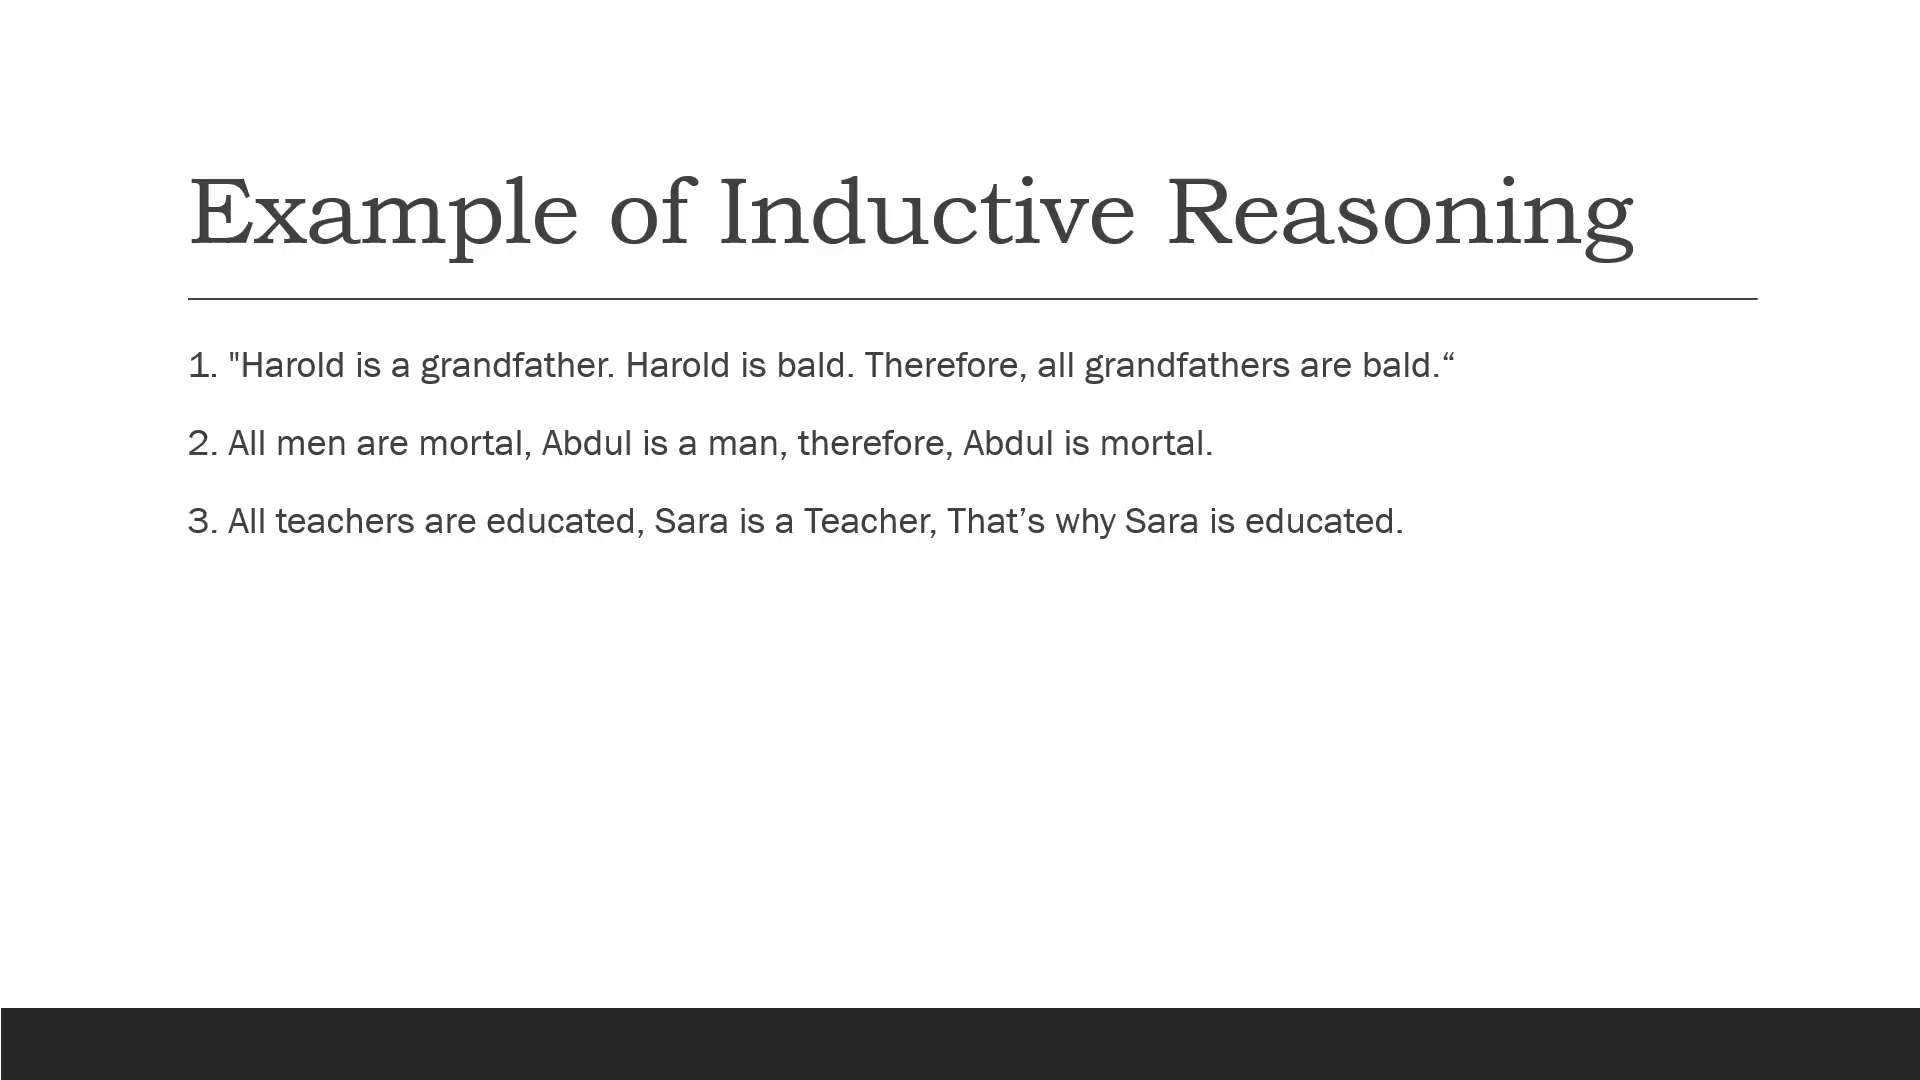 Example of Inductive Reasoning
1. "Harold is a grandfather. Harold is bald. Therefore, all grandfathers are bald.“
2. All men are mortal, Abdul is a man, therefore, Abdul is mortal.
3. All teachers are educated, Sara is a Teacher, That’s why Sara is educated.